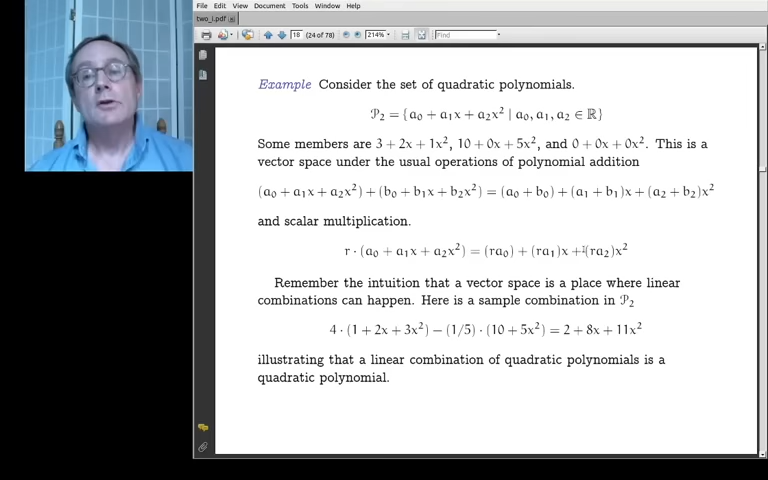 File Edit View Document Tools Window Help
two_i.pdf
18 (24 of 78) 214% Find
Example Consider the set of quadratic polynomials.
𝒫₂ = {a₀ + a₁x + a₂x² | a₀, a₁, a₂ ∈ ℝ}
Some members are 3 + 2x + 1x², 10 + 0x + 5x², and 0 + 0x + 0x². This is a
vector space under the usual operations of polynomial addition
(a₀ + a₁x + a₂x²) + (b₀ + b₁x + b₂x²) = (a₀ + b₀) + (a₁ + b₁)x + (a₂ + b₂)x²
and scalar multiplication.
r · (a₀ + a₁x + a₂x²) = (ra₀) + (ra₁)x + (ra₂)x²
Remember the intuition that a vector space is a place where linear
combinations can happen. Here is a sample combination in 𝒫₂
4 · (1 + 2x + 3x²) − (1/5) · (10 + 5x²) = 2 + 8x + 11x²
illustrating that a linear combination of quadratic polynomials is a
quadratic polynomial.